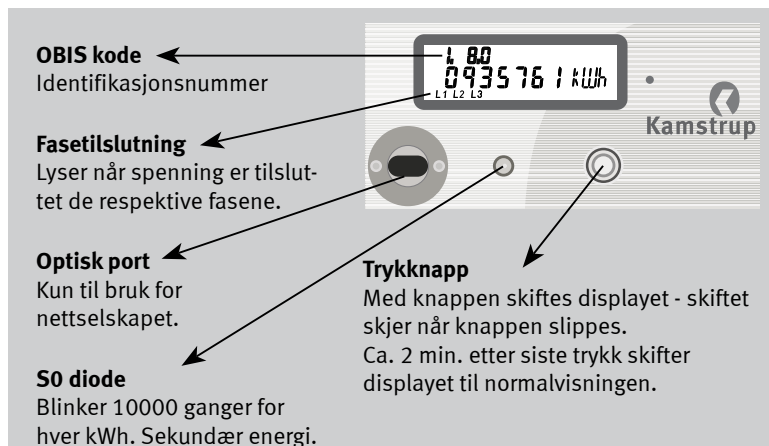 OBIS kode
Identifikasjonsnummer
Fasetilslutning
Lyser når spenning er tilslut-
tet de respektive fasene.
Optisk port
Kun til bruk for
nettselskapet.
S0 diode
Blinker 10000 ganger for
hver kWh. Sekundær energi.
1. 8.0
0935761 kWh
L1 L2 L3
Kamstrup
Trykknapp
Med knappen skiftes displayet - skiftet
skjer når knappen slippes.
Ca. 2 min. etter siste trykk skifter
displayet til normalvisningen.